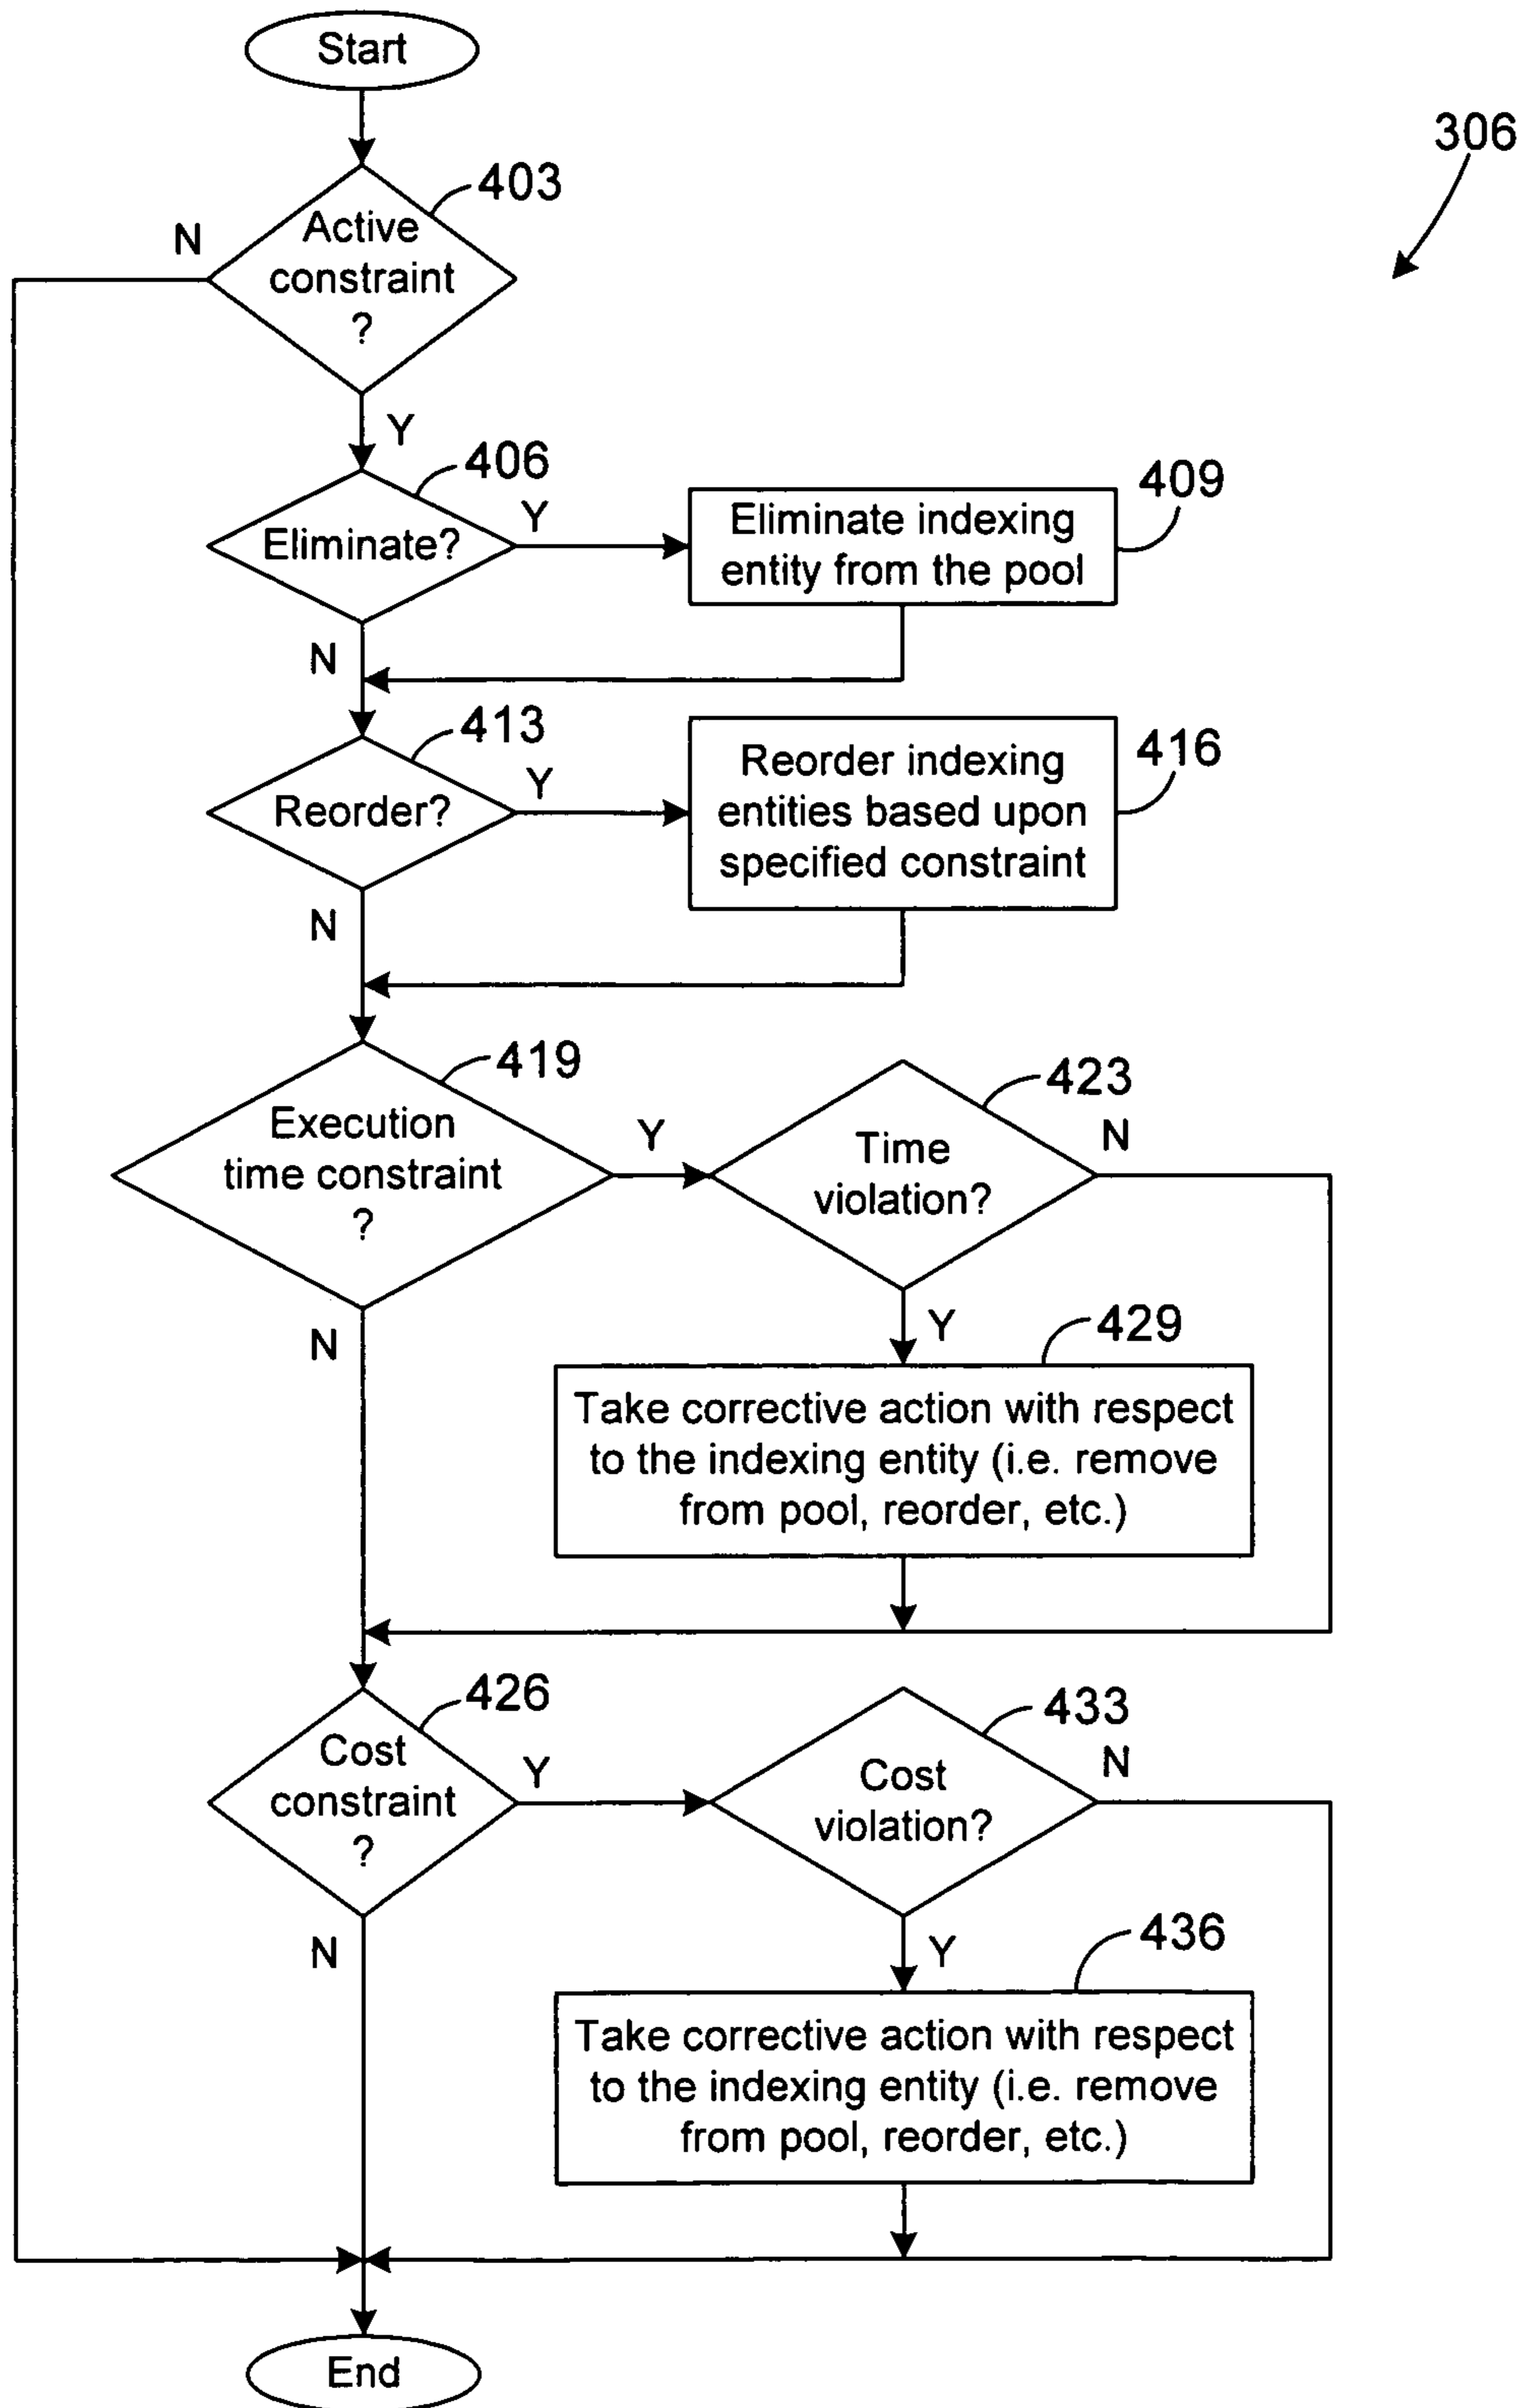 Start
306
403
N
Active
constraint
?
Y
406
Eliminate?
Y
409
Eliminate indexing
entity from the pool
N
413
Reorder?
Y
416
Reorder indexing
entities based upon
specified constraint
N
419
Execution
time constraint
?
Y
423
Time
violation?
N
N
Y
429
Take corrective action with respect
to the indexing entity (i.e. remove
from pool, reorder, etc.)
426
Cost
constraint
?
Y
433
Cost
violation?
N
N
Y
436
Take corrective action with respect
to the indexing entity (i.e. remove
from pool, reorder, etc.)
End